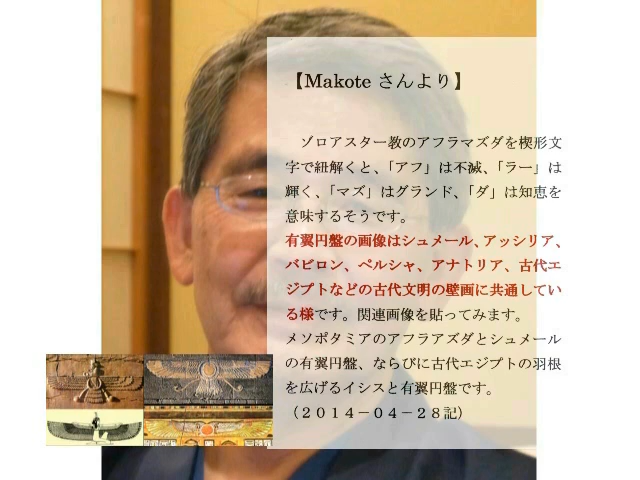 【Makote さんより】
ゾロアスター教のアフラマズダを楔形文
字で紐解くと、「アフ」は不滅、「ラー」は
輝く、「マズ」はグランド、「ダ」は知恵を
意味するそうです。
有翼円盤の画像はシュメール、アッシリア、
バビロン、ペルシャ、アナトリア、古代エ
ジプトなどの古代文明の壁画に共通してい
る様です。関連画像を貼ってみます。
メソポタミアのアフラアズダとシュメール
の有翼円盤、ならびに古代エジプトの羽根
を広げるイシスと有翼円盤です。
（２０１４－０４－２８記）